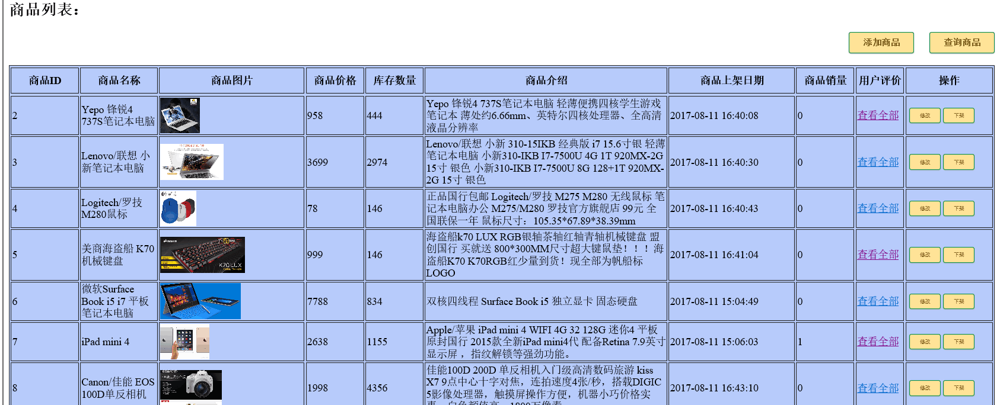 商品列表：
添加商品 查询商品
商品ID 商品名称 商品图片 商品价格 库存数量 商品介绍 商品上架日期 商品销量 用户评价 操作
2
Yepo 锋锐4
737S笔记本电脑
958
444
Yepo 锋锐4 737S笔记本电脑 轻薄便携四核学生游戏
笔记本 薄处约6.66mm、英特尔四核处理器、全高清
液晶分辨率
2017-08-11 16:40:08
0
查看全部
修改 下架
3
Lenovo/联想 小
新笔记本电脑
3699
2974
Lenovo/联想 小新 310-15IKB 经典版 i7 15.6寸银 轻薄
笔记本电脑 小新310-IKB I7-7500U 4G 1T 920MX-2G
15寸 银色 小新310-IKB I7-7500U 8G 128+1T 920MX-
2G 15寸 银色
2017-08-11 16:40:30
0
查看全部
修改 下架
4
Logitech/罗技
M280鼠标
78
146
正品国行包邮 Logitech/罗技 M275 M280 无线鼠标 笔
记本电脑办公 M275/M280 罗技官方旗舰店 99元 全
国联保一年 鼠标尺寸：105.35*67.89*38.39mm
2017-08-11 16:40:43
0
查看全部
修改 下架
5
美商海盗船 K70
机械键盘
K70 LUX
999
146
海盗船k70 LUX RGB银轴茶轴红轴青轴机械键盘 盟
创国行 买就送 800*300MM尺寸超大键鼠垫！！！海
盗船K70 K70RGB红少量到货！现全部为帆船标
LOGO
2017-08-11 16:41:04
0
查看全部
修改 下架
6
微软Surface
Book i5 i7 平板
笔记本电脑
7788
834
双核四线程 Surface Book i5 独立显卡 固态硬盘
2017-08-11 15:04:49
0
查看全部
修改 下架
7
iPad mini 4
2638
1155
Apple/苹果 iPad mini 4 WIFI 4G 32 128G 迷你4 平板
原封国行 2015款全新iPad mini4代 配备Retina 7.9英寸
显示屏 ，指纹解锁等强劲功能。
2017-08-11 15:06:03
1
查看全部
修改 下架
8
Canon/佳能 EOS
100D单反相机
1998
4356
佳能100D 200D 单反相机入门级高清数码旅游 kiss
X7 9点中心十字对焦，连拍速度4张/秒，搭载DIGIC
5影像处理器，触摸屏操作方便，机器小巧价格实
2017-08-11 16:43:10
0
查看全部
修改 下架